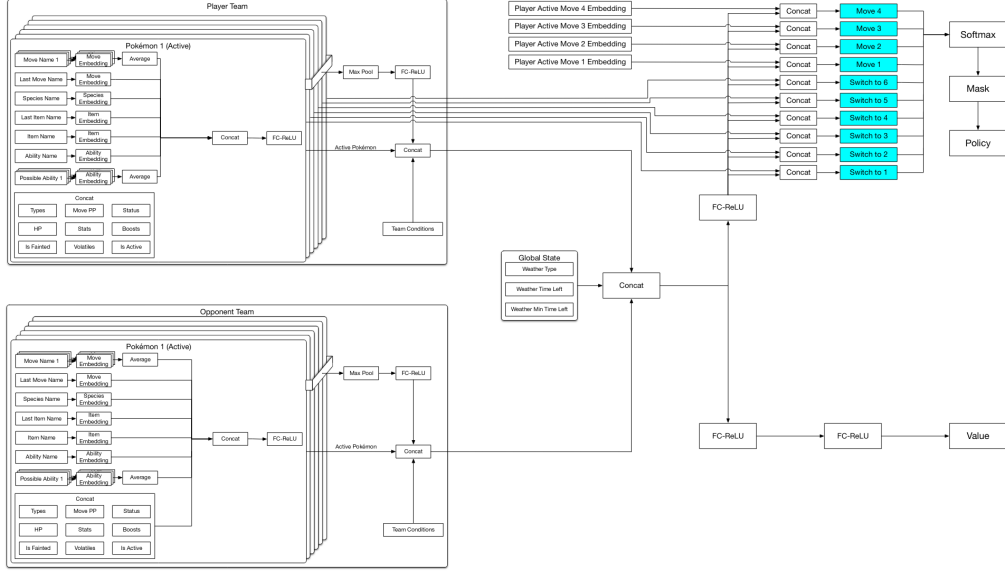 Player Team
Pokémon 1 (Active)
Move Name 1
Move Embedding
Average
Last Move Name
Move Embedding
Species Name
Species Embedding
Last Item Name
Item Embedding
Item Name
Item Embedding
Ability Name
Ability Embedding
Possible Ability 1
Ability Embedding
Average
Concat
FC-ReLU
Concat
Types
Move PP
Status
HP
Stats
Boosts
Is Fainted
Volatiles
Is Active
Max Pool
FC-ReLU
Active Pokémon
Concat
Team Conditions
Opponent Team
Pokémon 1 (Active)
Move Name 1
Move Embedding
Average
Last Move Name
Move Embedding
Species Name
Species Embedding
Last Item Name
Item Embedding
Item Name
Item Embedding
Ability Name
Ability Embedding
Possible Ability 1
Ability Embedding
Average
Concat
FC-ReLU
Concat
Types
Move PP
Status
HP
Stats
Boosts
Is Fainted
Volatiles
Is Active
Max Pool
FC-ReLU
Active Pokémon
Concat
Team Conditions
Global State
Weather Type
Weather Time Left
Weather Min Time Left
Concat
Player Active Move 4 Embedding
Player Active Move 3 Embedding
Player Active Move 2 Embedding
Player Active Move 1 Embedding
Concat
Move 4
Concat
Move 3
Concat
Move 2
Concat
Move 1
Concat
Switch to 6
Concat
Switch to 5
Concat
Switch to 4
Concat
Switch to 3
Concat
Switch to 2
Concat
Switch to 1
Softmax
Mask
Policy
FC-ReLU
FC-ReLU
FC-ReLU
Value